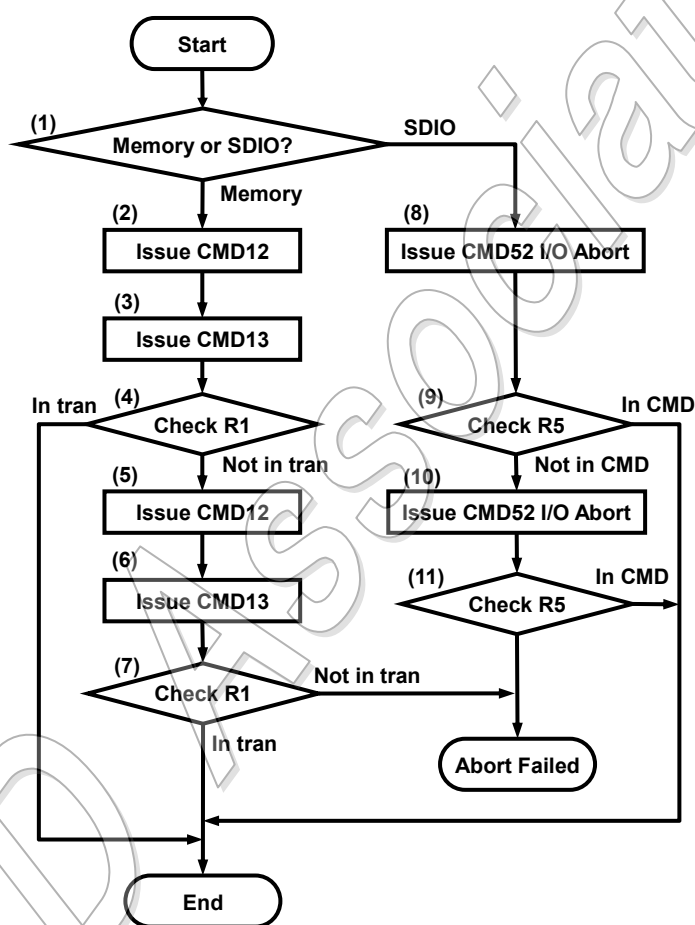 Start
(1)
Memory or SDIO?
SDIO
Memory
(2)
Issue CMD12
(8)
Issue CMD52 I/O Abort
(3)
Issue CMD13
In tran
(4)
Check R1
(9)
Check R5
In CMD
Not in tran
Not in CMD
(5)
Issue CMD12
(10)
Issue CMD52 I/O Abort
(6)
Issue CMD13
(11)
Check R5
In CMD
(7)
Check R1
Not in tran
In tran
Abort Failed
End
D Associat